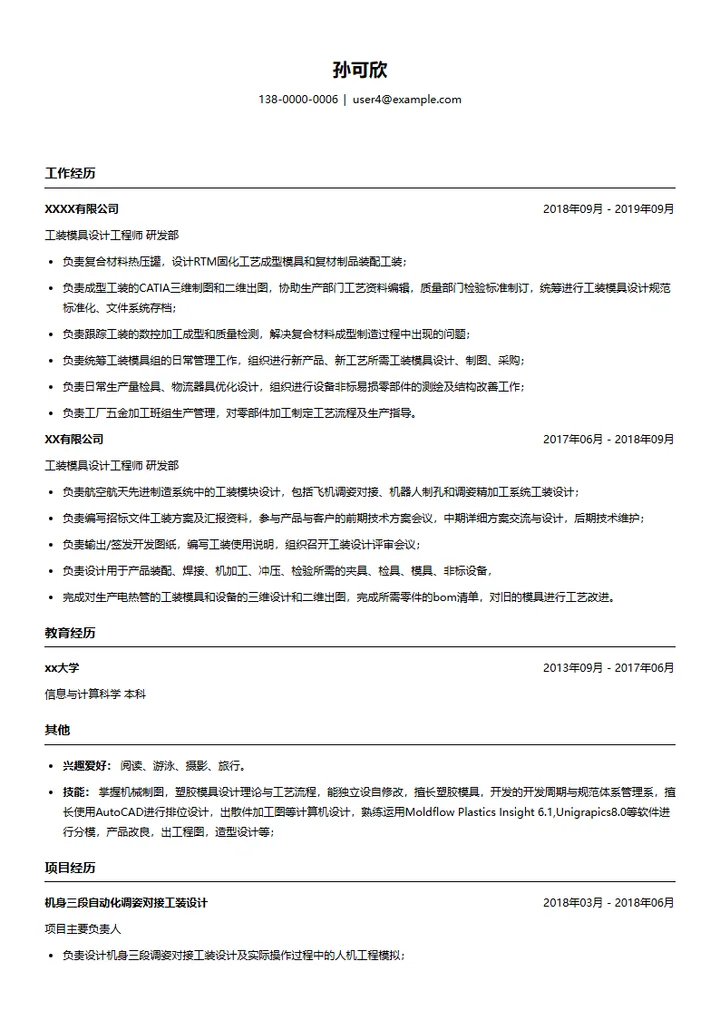 孙可欣
138-0000-0006 | user4@example.com
工作经历
XXXX有限公司 2018年09月 - 2019年09月
工装模具设计工程师 研发部
• 负责复合材料热压罐，设计RTM固化工艺成型模具和复材制品装配工装；
• 负责成型工装的CATIA三维制图和二维出图，协助生产部门工艺资料编辑，质量部门检验标准制订，统筹进行工装模具设计规范
标准化、文件系统存档；
• 负责跟踪工装的数控加工成型和质量检测，解决复合材料成型制造过程中出现的问题；
• 负责统筹工装模具组的日常管理工作，组织进行新产品、新工艺所需工装模具设计、制图、采购；
• 负责日常生产量检具、物流器具优化设计，组织进行设备非标易损零部件的测绘及结构改善工作；
• 负责工厂五金加工班组生产管理，对零部件加工制定工艺流程及生产指导。
XX有限公司 2017年06月 - 2018年09月
工装模具设计工程师 研发部
• 负责航空航天先进制造系统中的工装模块设计，包括飞机调姿对接、机器人制孔和调姿精加工系统工装设计；
• 负责编写招标文件工装方案及汇报资料，参与产品与客户的前期技术方案会议，中期详细方案交流与设计，后期技术维护；
• 负责输出/签发开发图纸，编写工装使用说明，组织召开工装设计评审会议；
• 负责设计用于产品装配、焊接、机加工、冲压、检验所需的夹具、检具、模具、非标设备，
• 完成对生产电热管的工装模具和设备的三维设计和二维出图，完成所需零件的bom清单，对旧的模具进行工艺改进。
教育经历
xx大学 2013年09月 - 2017年06月
信息与计算科学 本科
其他
• 兴趣爱好： 阅读、游泳、摄影、旅行。
• 技能： 掌握机械制图，塑胶模具设计理论与工艺流程，能独立设自修改，擅长塑胶模具，开发的开发周期与规范体系管理系，擅
长使用AutoCAD进行排位设计，出散件加工图等计算机设计，熟练运用Moldflow Plastics Insight 6.1,Unigrapics8.0等软件进
行分模，产品改良，出工程图，造型设计等；
项目经历
机身三段自动化调姿对接工装设计 2018年03月 - 2018年06月
项目主要负责人
• 负责设计机身三段调姿对接工装设计及实际操作过程中的人机工程模拟；